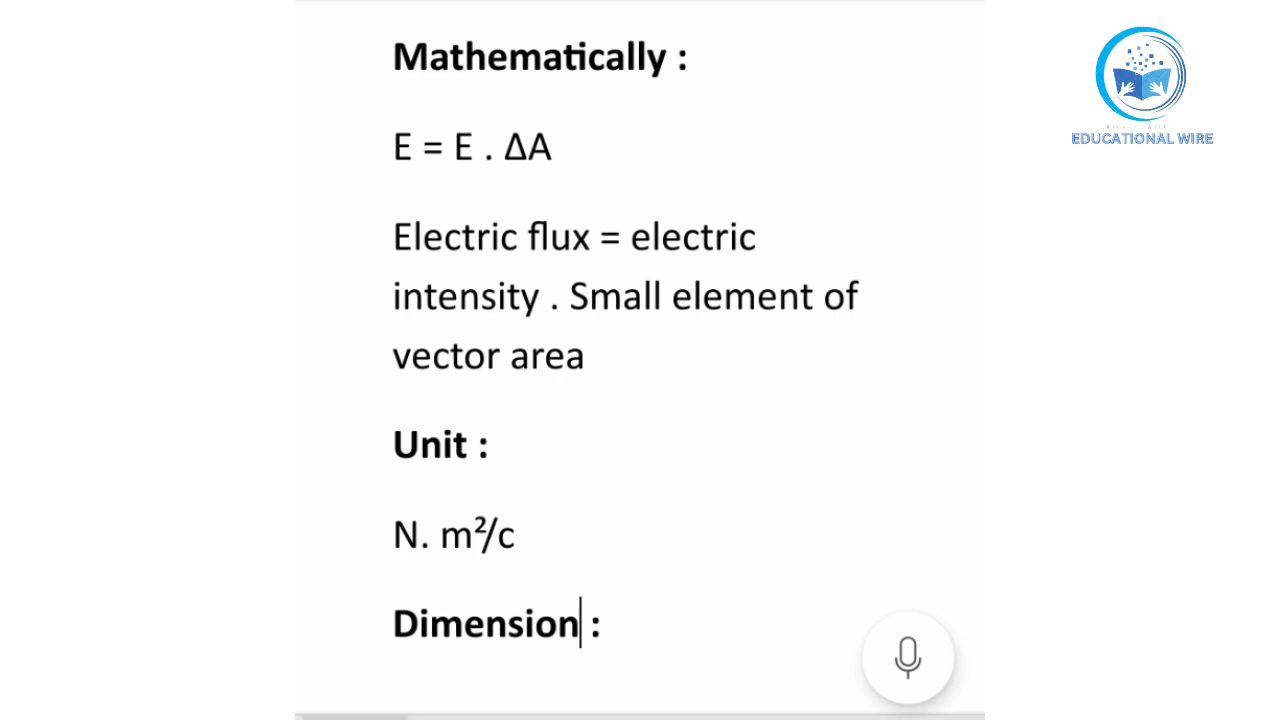 Mathematically :
EDUCATIONAL WIRE
E = E . ΔA
Electric flux = electric
intensity . Small element of
vector area
Unit :
N. m²/c
Dimension :